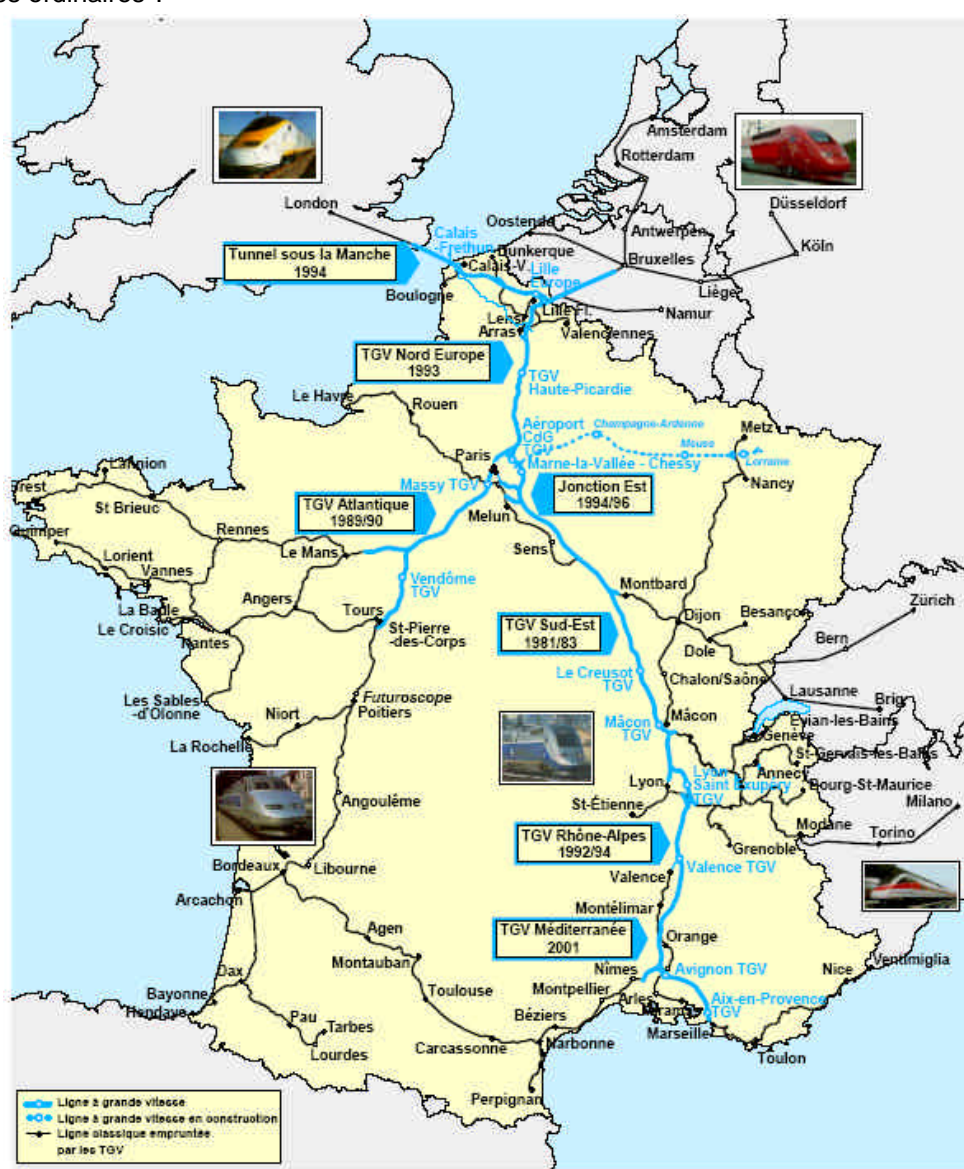 London
Amsterdam
Rotterdam
Düsseldorf
Oostende
Antwerpen
Köln
Calais
-Frethun
Dunkerque
Bruxelles
Tunnel sous la Manche
1994
Calais-V.
Lille
Europe
Liège
Boulogne
Lens
Lille Fl.
Namur
Arras
Valenciennes
TGV Nord Europe
1993
TGV
Haute-Picardie
Le Havre
Rouen
Aéroport
CdG
TGV
Champagne-Ardenne
Meuse
Metz
Lorraine
Paris
Marne-la-Vallée - Chessy
Massy TGV
Nancy
Lannion
Brest
St Brieuc
TGV Atlantique
1989/90
Jonction Est
1994/96
Melun
Quimper
Rennes
Sens
Lorient
Le Mans
Vannes
Vendôme
TGV
Montbard
La Baule
Angers
Tours
Dijon
Besançon
Zürich
Le Croisic
St-Pierre
-des-Corps
TGV Sud-Est
1981/83
Bern
Nantes
Dole
Le Creusot
TGV
Chalon/Saône
Les Sables
-d'Olonne
Futuroscope
Poitiers
Lausanne
Brig
Niort
Mâcon
TGV
Mâcon
Evian-les-Bains
Genève
La Rochelle
St-Gervais-les-Bains
Lyon
Lyon
Saint Exupéry
TGV
Annecy
Bourg-St-Maurice
Angoulême
St-Étienne
Milano
Modane
Torino
TGV Rhône-Alpes
1992/94
Grenoble
Bordeaux
Libourne
Valence
Valence TGV
Arcachon
Montélimar
Agen
TGV Méditerranée
2001
Orange
Montauban
Nîmes
Avignon TGV
Nice
Ventimiglia
Dax
Toulouse
Montpellier
Arles
Aix-en-Provence
TGV
Bayonne
Hendaye
Pau
Tarbes
Béziers
Marseille
Lourdes
Carcassonne
Narbonne
Toulon
Perpignan
Ligne à grande vitesse
Ligne à grande vitesse en construction
Ligne classique empruntée
par les TGV